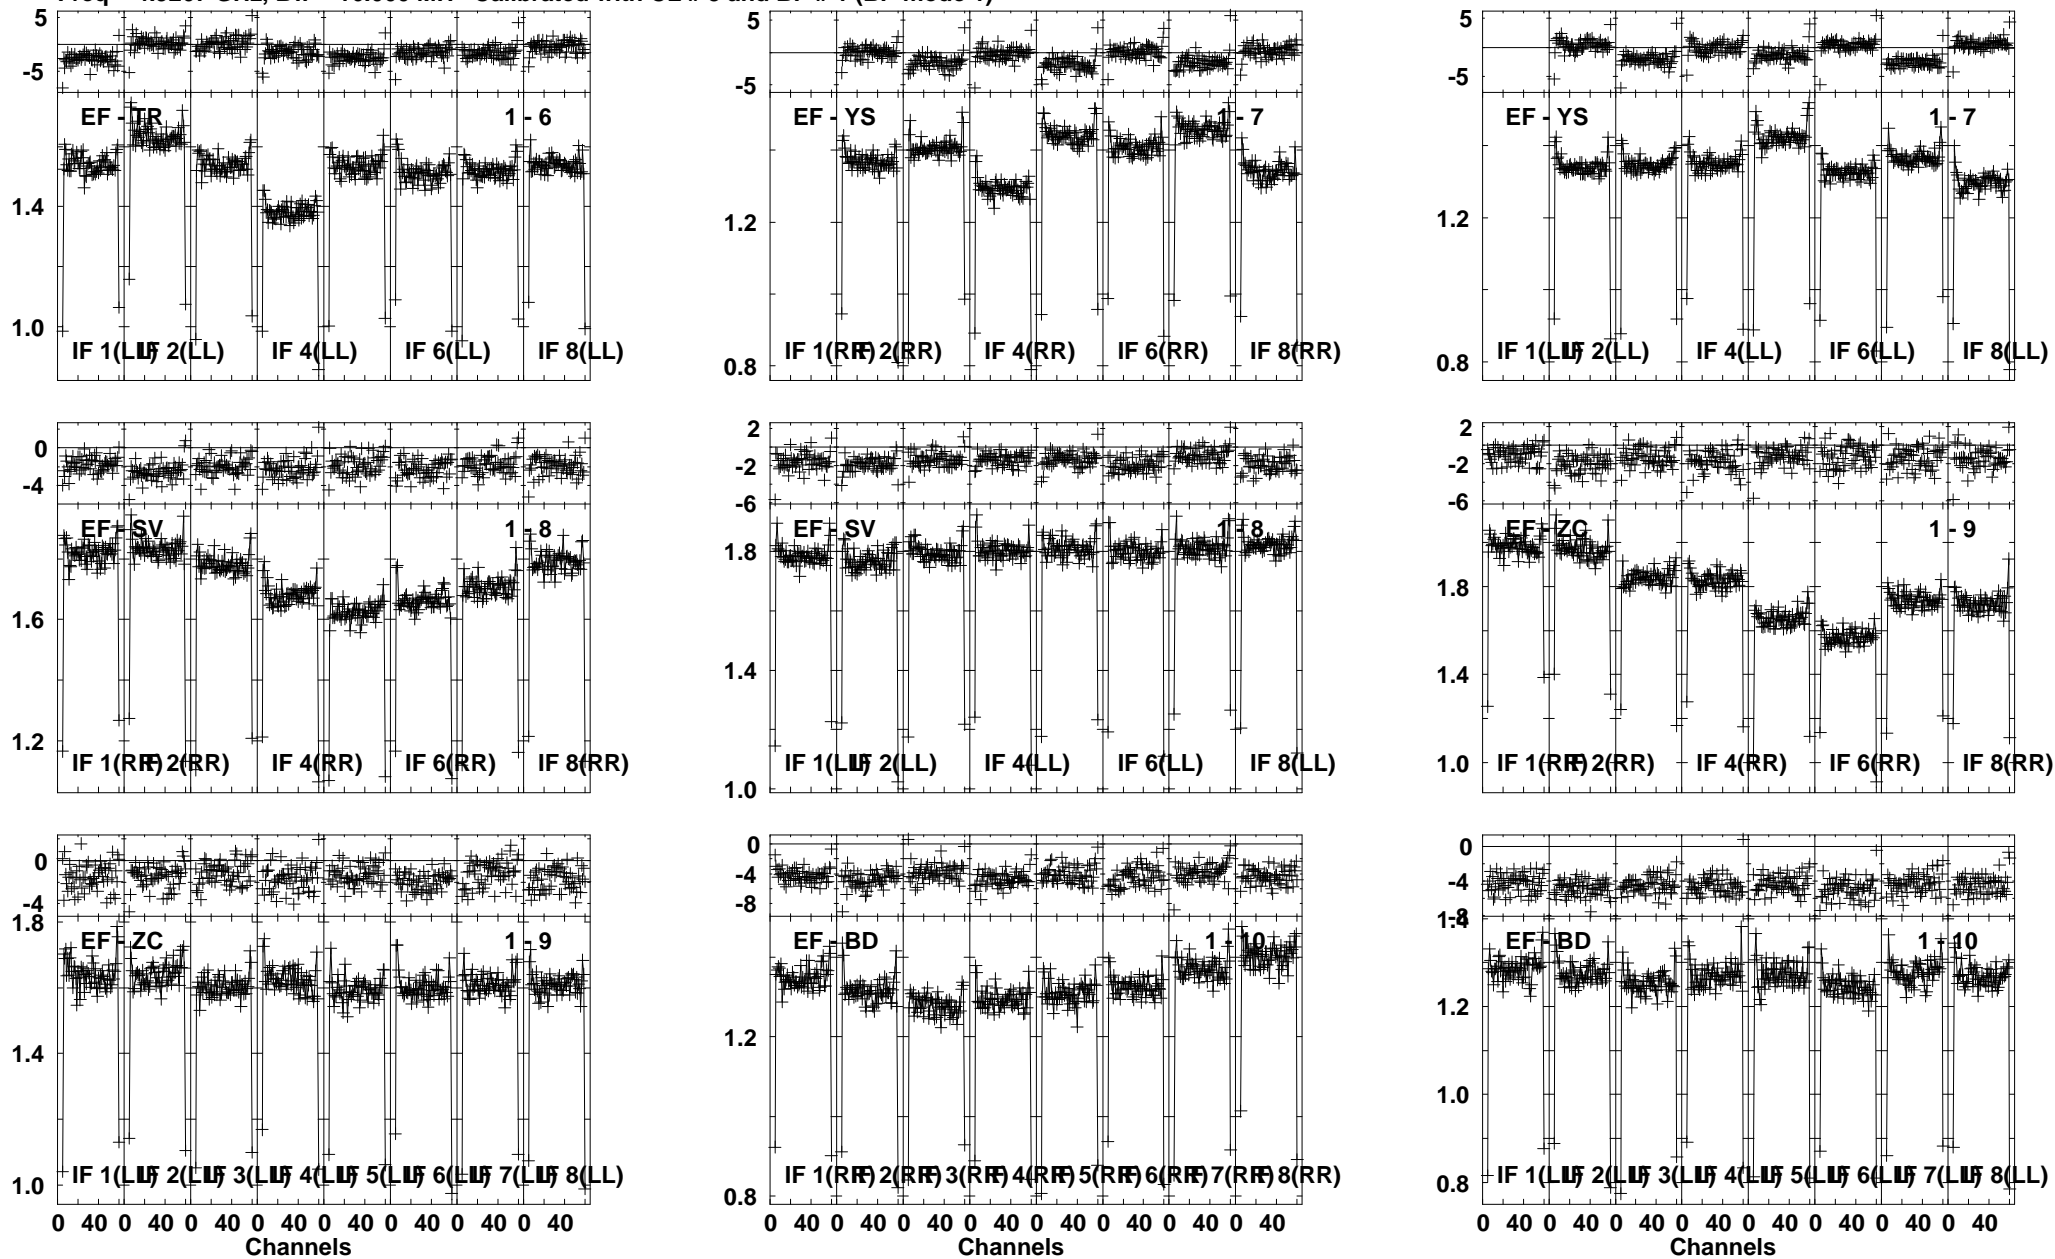 5
-5
EF - TR
1 - 6
1.4
1.0
IF 1(LL)
IF 2(LL)
IF 4(LL)
IF 6(LL)
IF 8(LL)
5
-5
EF - YS
1 - 7
1.2
0.8
IF 1(RR)
IF 2(RR)
IF 4(RR)
IF 6(RR)
IF 8(RR)
5
-5
EF - YS
1 - 7
1.2
0.8
IF 1(LL)
IF 2(LL)
IF 4(LL)
IF 6(LL)
IF 8(LL)
0
-4
EF - SV
1 - 8
1.6
1.2
IF 1(RR)
IF 2(RR)
IF 4(RR)
IF 6(RR)
IF 8(RR)
2
-2
-6
EF - SV
1 - 8
1.8
1.4
1.0
IF 1(LL)
IF 2(LL)
IF 4(LL)
IF 6(LL)
IF 8(LL)
2
-2
-6
EF - ZC
1 - 9
1.8
1.4
1.0
IF 1(RR)
IF 2(RR)
IF 4(RR)
IF 6(RR)
IF 8(RR)
0
-4
1.8
EF - ZC
1 - 9
1.4
1.0
IF 1(LL)
IF 2(LL)
IF 3(LL)
IF 4(LL)
IF 5(LL)
IF 6(LL)
IF 7(LL)
IF 8(LL)
0 40 0 40 0 40 0 40 0 40 0 40 0 40 0 40
Channels
0
-4
-8
EF - BD
1 - 10
1.2
0.8
IF 1(RR)
IF 2(RR)
IF 3(RR)
IF 4(RR)
IF 5(RR)
IF 6(RR)
IF 7(RR)
IF 8(RR)
0 40 0 40 0 40 0 40 0 40 0 40 0 40 0 40
Channels
0
-4
-8
1.4
EF - BD
1 - 10
1.2
1.0
0.8
IF 1(LL)
IF 2(LL)
IF 3(LL)
IF 4(LL)
IF 5(LL)
IF 6(LL)
IF 7(LL)
IF 8(LL)
0 40 0 40 0 40 0 40 0 40 0 40 0 40 0 40
Channels